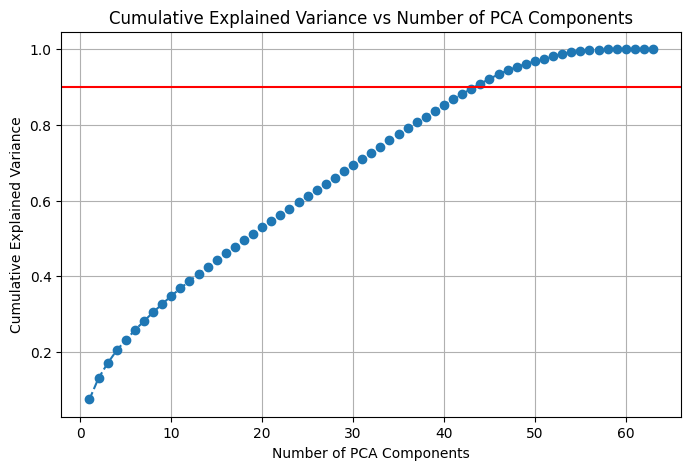 Cumulative Explained Variance vs Number of PCA Components
Cumulative Explained Variance
1.0
0.8
0.6
0.4
0.2
0 10 20 30 40 50 60
Number of PCA Components